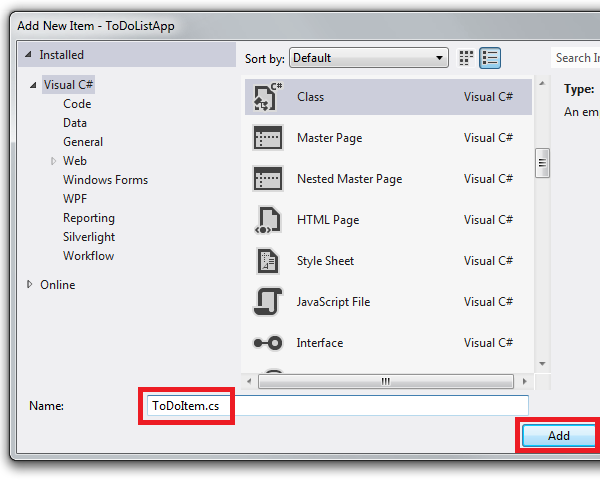 Add New Item - ToDoListApp
Installed
Sort by: Default
Search In
Visual C#
Code
Data
General
Web
Windows Forms
WPF
Reporting
Silverlight
Workflow
Online
C#
Class Visual C#
Master Page Visual C#
Nested Master Page Visual C#
HTML Page Visual C#
Style Sheet Visual C#
JavaScript File Visual C#
Interface Visual C#
Type:
An em
Name: ToDoItem.cs
Add